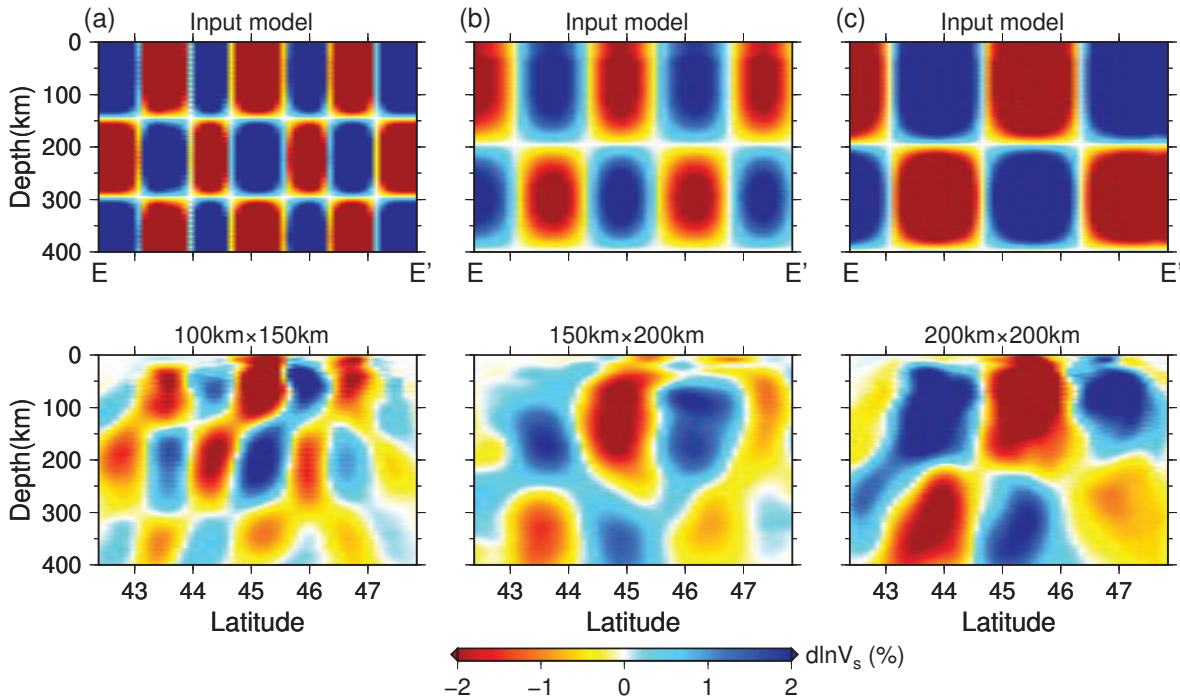 (a) Input model (b) Input model (c) Input model
0
100
200
300
400
Depth(km)
E E' E E' E E'
100km×150km 150km×200km 200km×200km
0
100
200
300
400
Depth(km)
43 44 45 46 47 43 44 45 46 47 43 44 45 46 47
Latitude Latitude Latitude
dlnVs (%)
−2 −1 0 1 2